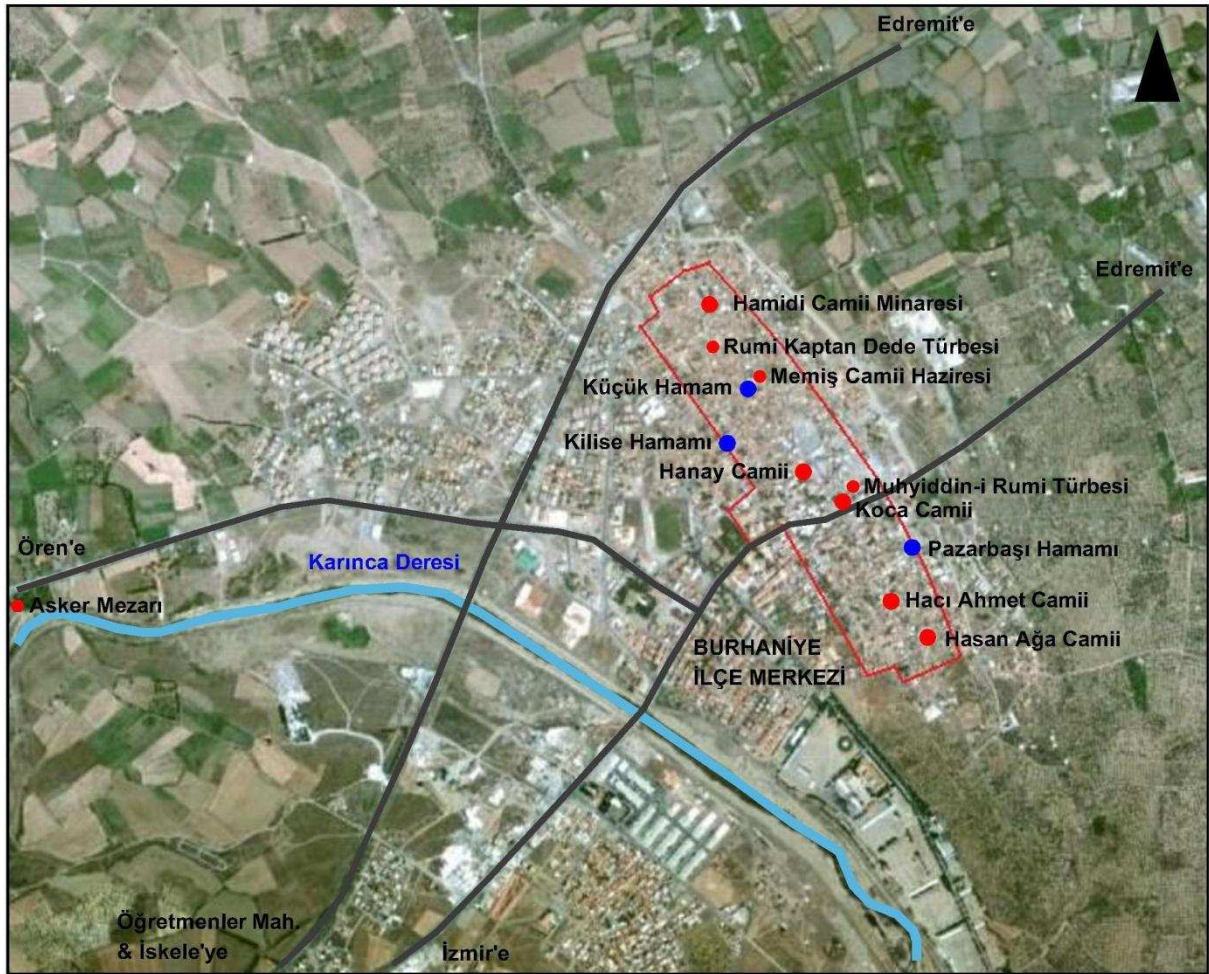 Edremit'e
Edremit'e
Hamidi Camii Minaresi
Rumi Kaptan Dede Türbesi
Memiş Camii Haziresi
Küçük Hamam
Kilise Hamamı
Hanay Camii
Muhyiddin-i Rumi Türbesi
Koca Camii
Ören'e
Pazarbaşı Hamamı
Karınca Deresi
Asker Mezarı
Hacı Ahmet Camii
Hasan Ağa Camii
BURHANİYE
İLÇE MERKEZİ
Öğretmenler Mah.
& İskele'ye
İzmir'e